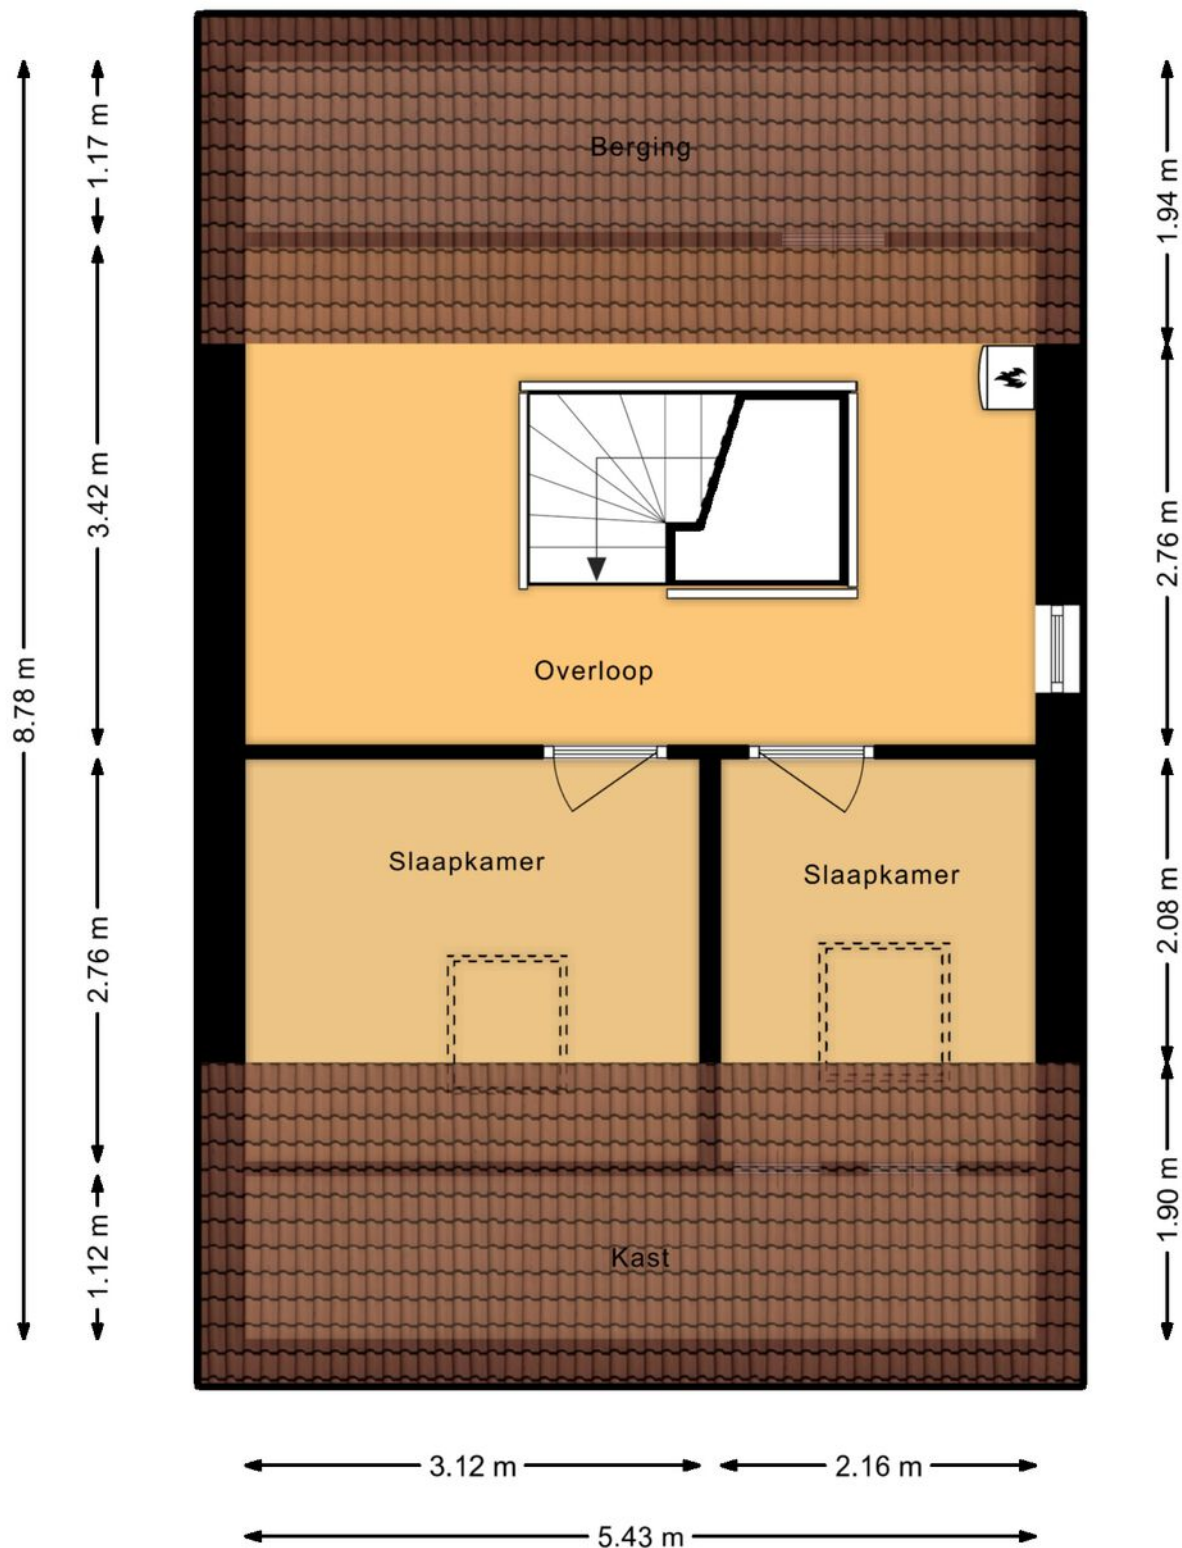 Berging
Overloop
Slaapkamer
Slaapkamer
Kast
8.78 m
1.17 m
3.42 m
2.76 m
1.12 m
1.94 m
2.76 m
2.08 m
1.90 m
3.12 m
2.16 m
5.43 m